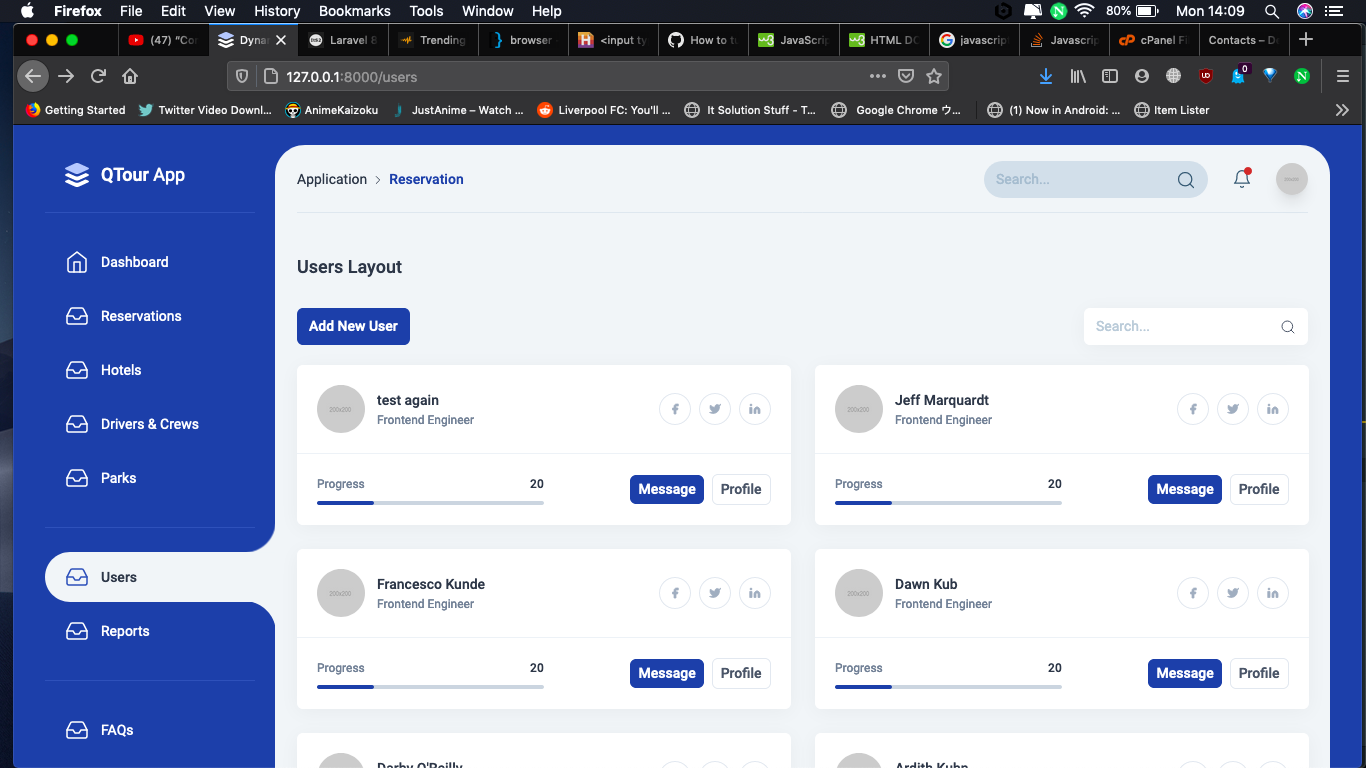 Firefox File Edit View History Bookmarks Tools Window Help 80% Mon 14:09
(47) “Cor Dynar Laravel 8 Trending browser - <input ty How to tu JavaScrip HTML DO javascrip Javascrip cPanel Fi Contacts – De
127.0.0.1:8000/users 0
Getting Started Twitter Video Downl... AnimeKaizoku JustAnime – Watch ... Liverpool FC: You'll ... It Solution Stuff - T... Google Chrome ウ... (1) Now in Android: ... Item Lister
QTour App
Application > Reservation Search...
Dashboard
Reservations
Hotels
Drivers & Crews
Parks
Users
Reports
FAQs
Users Layout
Add New User Search...
test again
Frontend Engineer
Progress 20 Message Profile
Jeff Marquardt
Frontend Engineer
Progress 20 Message Profile
Francesco Kunde
Frontend Engineer
Progress 20 Message Profile
Dawn Kub
Frontend Engineer
Progress 20 Message Profile
Darby O'Reilly
Ardith Kuhn